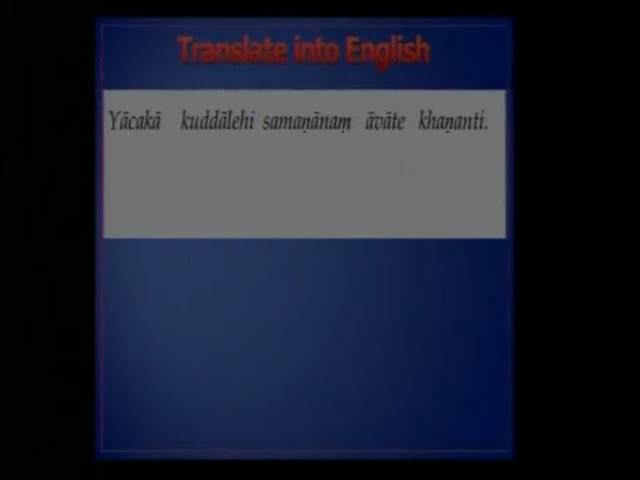 Translate into English
Yācakā kuddālehi samaṇānaṃ āvāte khaṇanti.